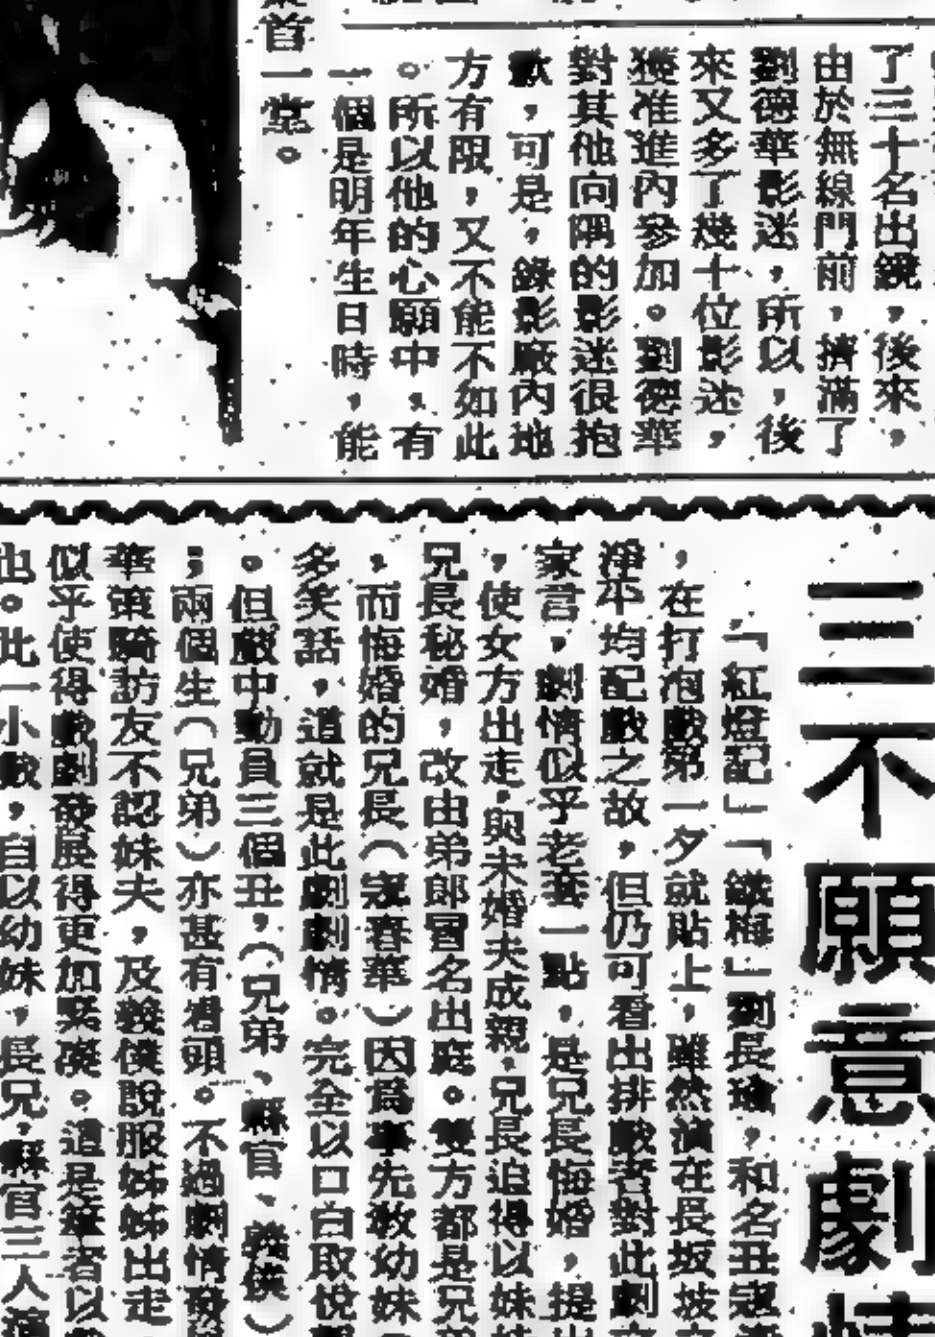 了三十名出鏡，後來，
由於無線門前，擠滿了
劉德華影迷，所以，後
來又多了幾十位影迷，
獲准進內參加。劉德華
對其他向隅的影迷很抱
歉，可是，錄影廠內地
方有限，又不能不如此
。所以他的心願中，有
一個是明年生日時，能
首一堂。
三不願意劇情
「紅燈記」「鐵梅」到長瑜，和名丑寇
，在打泡戲第一夕就貼上，雖然演在長坂坡
淨不均配戲之故，但仍可看出排戲者對此劇
家言，劇情似乎老套一點，是兄長悔婚，提
，使女方出走，與未婚夫成親，兄長追得以妹
兄長秘婚，改由弟郎冒名出庭。雙方都是兄
，而悔婚的兄長（寇春華）因為事先教幼妹
多笑話，這就是此劇劇情。完全以口白取悅
。但嚴中動員三個丑，（兄弟、縣官、義僕）
；兩個生（兄弟）亦甚有看頭。不過劇情發
華策騎訪友不認妹夫，及義僕說服姊姊出走
似乎使得戲劇發展得更加緊湊。這是筆者以
也。此一小戲，自以幼妹，長兄，縣官三人